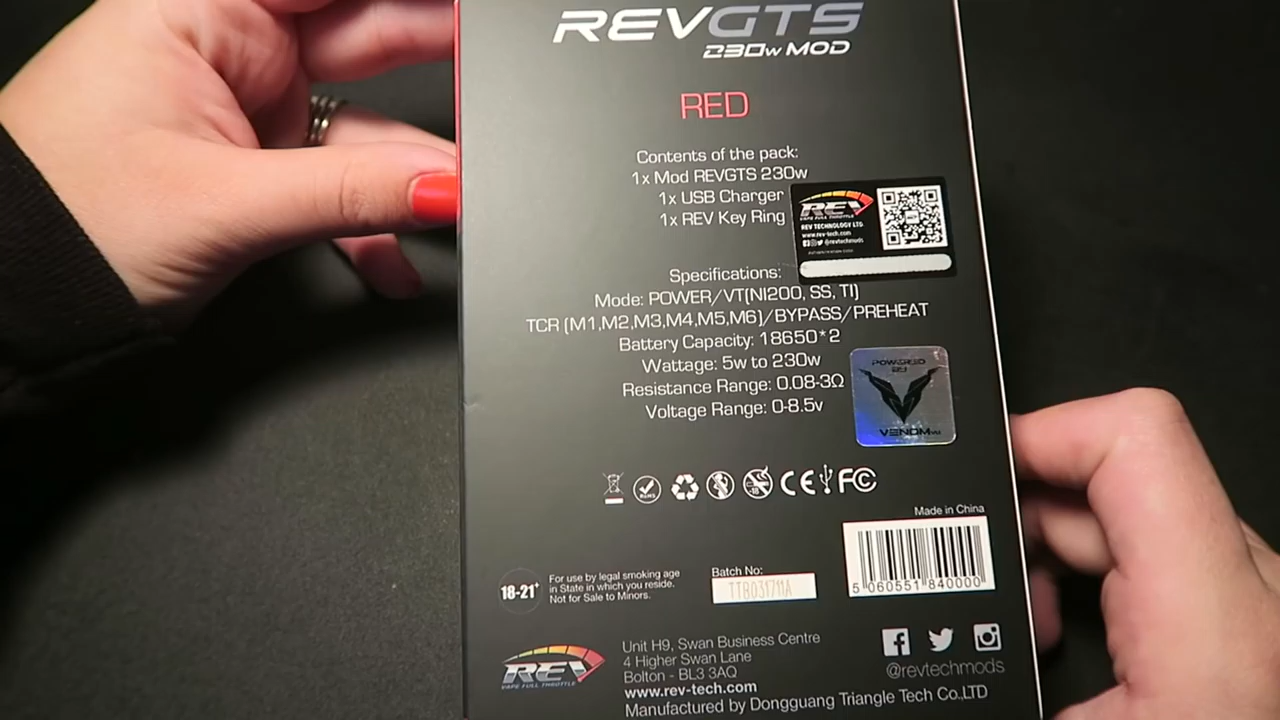 REVGTS
230w MOD
RED
Contents of the pack:
1x Mod REVGTS 230w
1x USB Charger
1x REV Key Ring
REV
VAPE FULL THROTTLE
REV TECHNOLOGY LTD
www.rev-tech.com
@revtechmods
Specifications:
Mode: POWER/VT(NI200, SS, TI)
TCR (M1,M2,M3,M4,M5,M6)/BYPASS/PREHEAT
Battery Capacity: 18650*2
Wattage: 5w to 230w
Resistance Range: 0.08-3Ω
Voltage Range: 0-8.5v
POWERED
BY
VENOM
RoHS
CE FC
Made in China
5 060551 840000
Batch No:
TTB031711A
18-21+
For use by legal smoking age
in State in which you reside.
Not for Sale to Minors.
REV
VAPE FULL THROTTLE
Unit H9, Swan Business Centre
4 Higher Swan Lane
Bolton - BL3 3AQ
www.rev-tech.com
Manufactured by Dongguang Triangle Tech Co.,LTD
@revtechmods